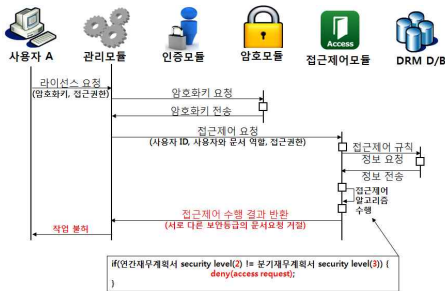 Access
사용자 A
관리모듈
인증모듈
암호모듈
접근제어모듈
DRM D/B
라이선스 요청
(암호화키, 접근권한)
암호화키 요청
암호화키 전송
접근제어 요청
(사용자 ID, 사용자와 문서 역할, 접근권한)
접근제어 규칙
정보 요청
정보 전송
접근제어
알고리즘
수행
접근제어 수행 결과 반환
(서로 다른 보안등급의 문서요청 거절)
작업 불허
if(연간재무계획서 security level(2) != 분기재무계획서 security level(3)) {
deny(access request);
}